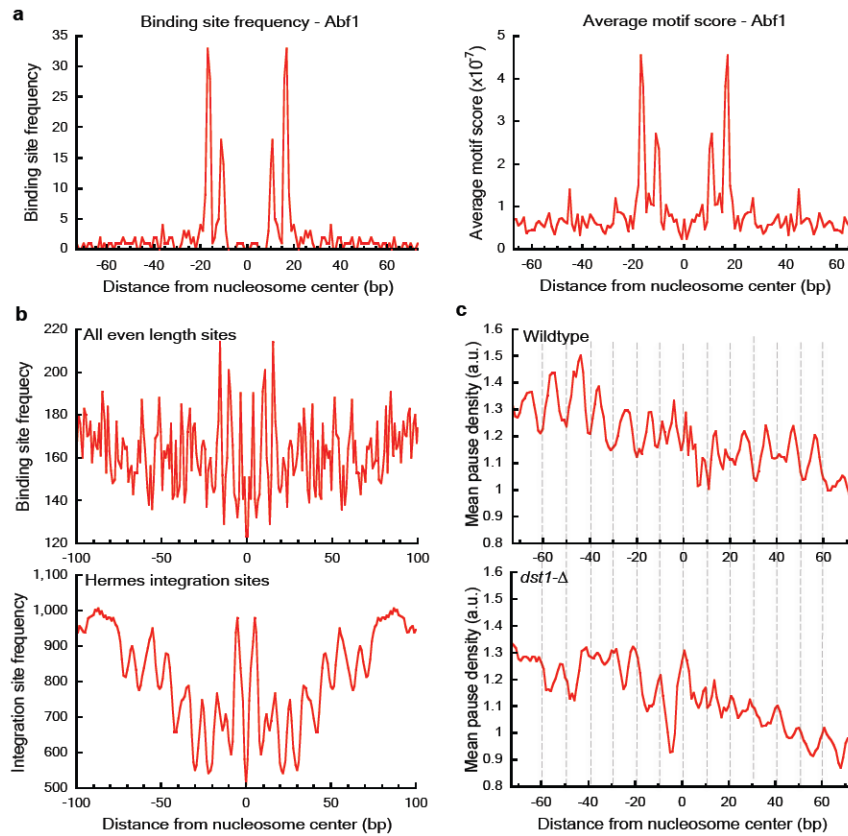 a
Binding site frequency - Abf1
Binding site frequency
35
30
25
20
15
10
5
0
-60 -40 -20 0 20 40 60
Distance from nucleosome center (bp)
Average motif score - Abf1
Average motif score (x10-7)
5
4
3
2
1
0
-60 -40 -20 0 20 40 60
Distance from nucleosome center (bp)
b
All even length sites
Binding site frequecy
220
200
180
160
140
120
-100 -50 0 50 100
Hermes integration sites
Integration site frequency
1,000
900
800
700
600
500
-100 -50 0 50 100
Distance from nucleosome center (bp)
c
Wildtype
Mean pause density (a.u.)
1.6
1.5
1.4
1.3
1.2
1.1
1
0.9
0.8
-60 -40 -20 0 20 40 60
dst1-Δ
Mean pause density (a.u.)
1.6
1.5
1.4
1.3
1.2
1.1
1
0.9
0.8
-60 -40 -20 0 20 40 60
Distance from nucleosome center (bp)